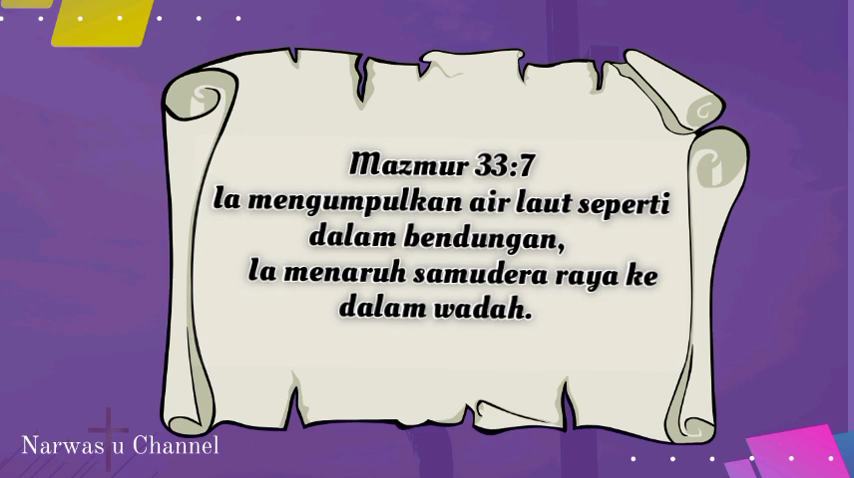 Mazmur 33:7
Ia mengumpulkan air laut seperti
dalam bendungan,
Ia menaruh samudera raya ke
dalam wadah.
Narwas u Channel